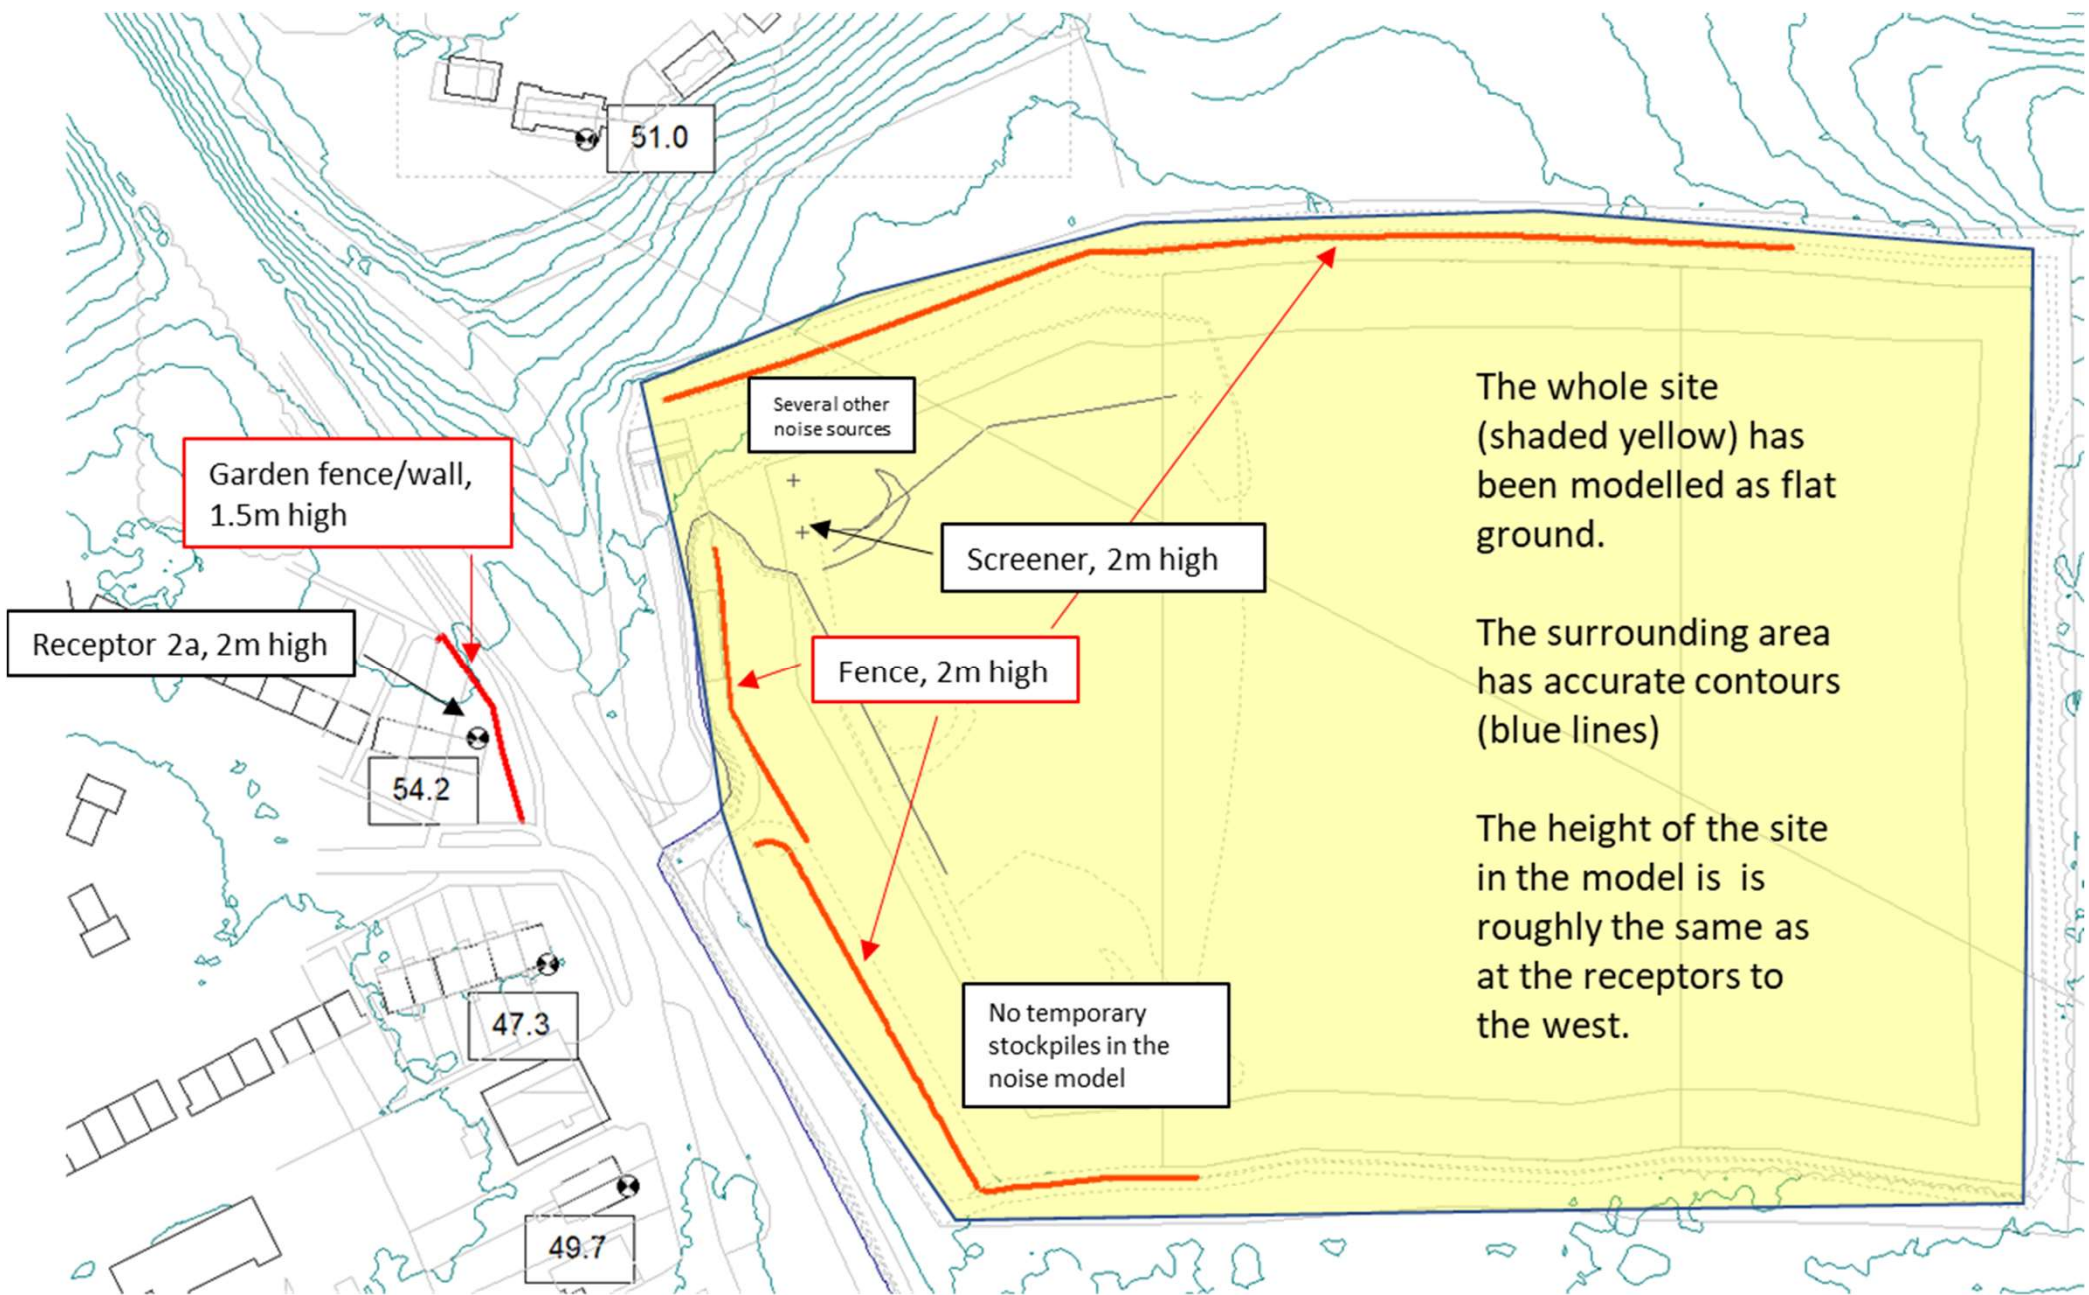 51.0
Several other
noise sources
Garden fence/wall,
1.5m high
Screener, 2m high
Receptor 2a, 2m high
Fence, 2m high
54.2
47.3
49.7
No temporary
stockpiles in the
noise model
The whole site
(shaded yellow) has
been modelled as flat
ground.
The surrounding area
has accurate contours
(blue lines)
The height of the site
in the model is  is
roughly the same as
at the receptors to
the west.